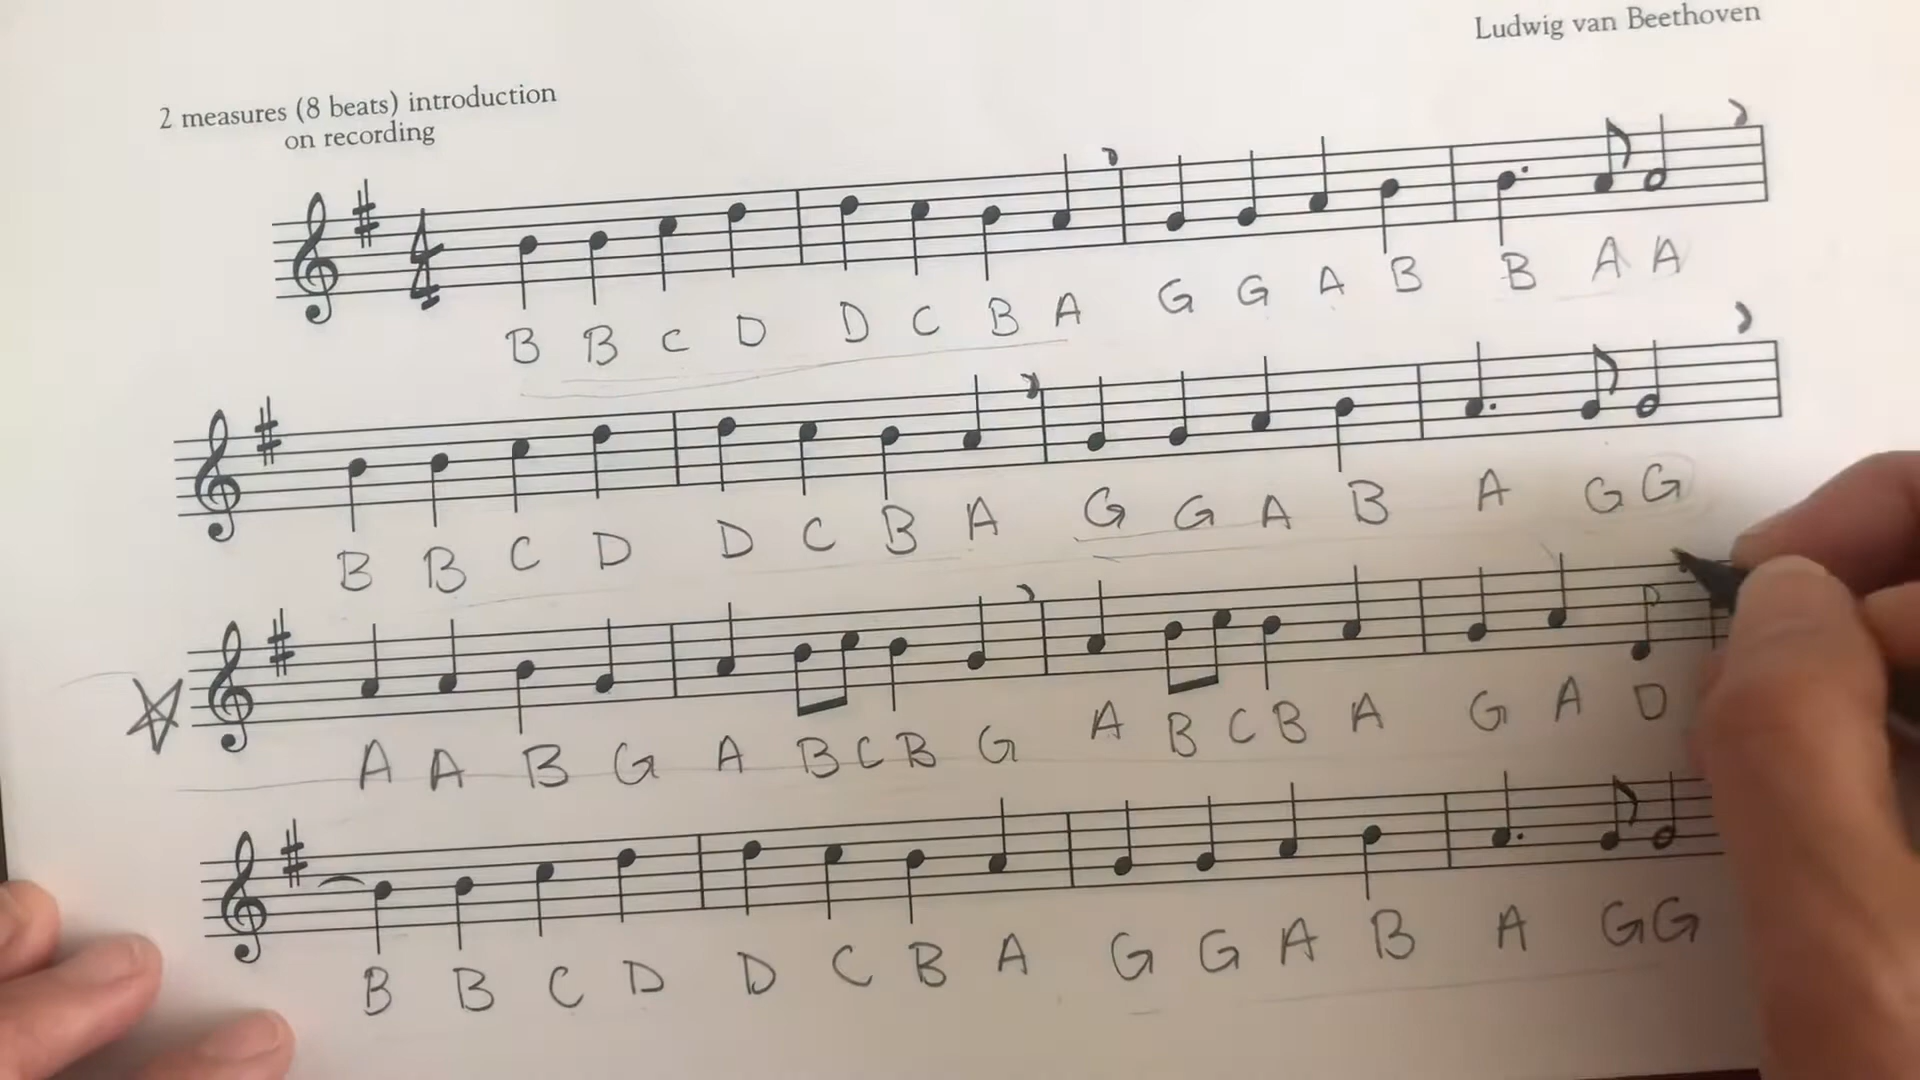 Ludwig van Beethoven
2 measures (8 beats) introduction
on recording
B B C D D C B A G G A B B A A
B B C D D C B A G G A B A G G
A A B G A B C B G A B C B A G A D
B B C D D C B A G G A B A G G